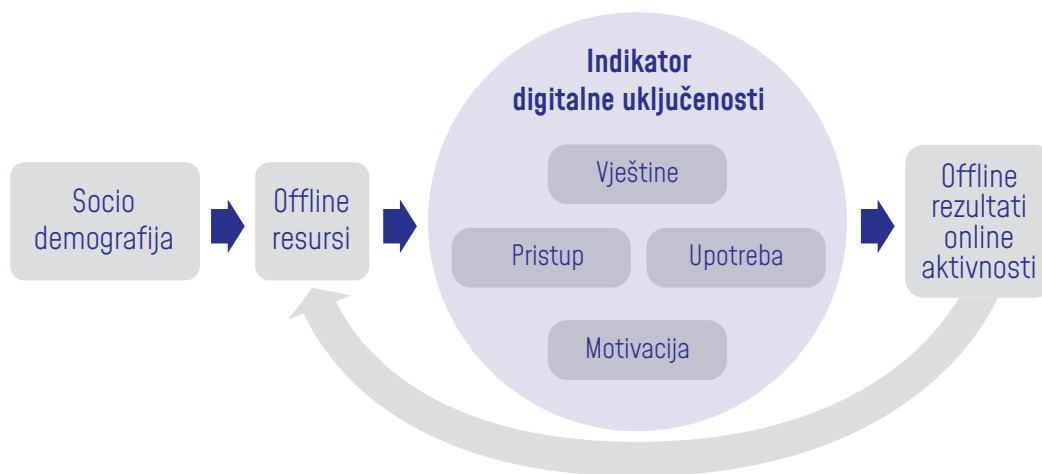 Indikator
digitalne uključenosti
Socio
demografija
Offline
resursi
Vještine
Pristup
Upotreba
Motivacija
Offline
rezultati
online
aktivnosti